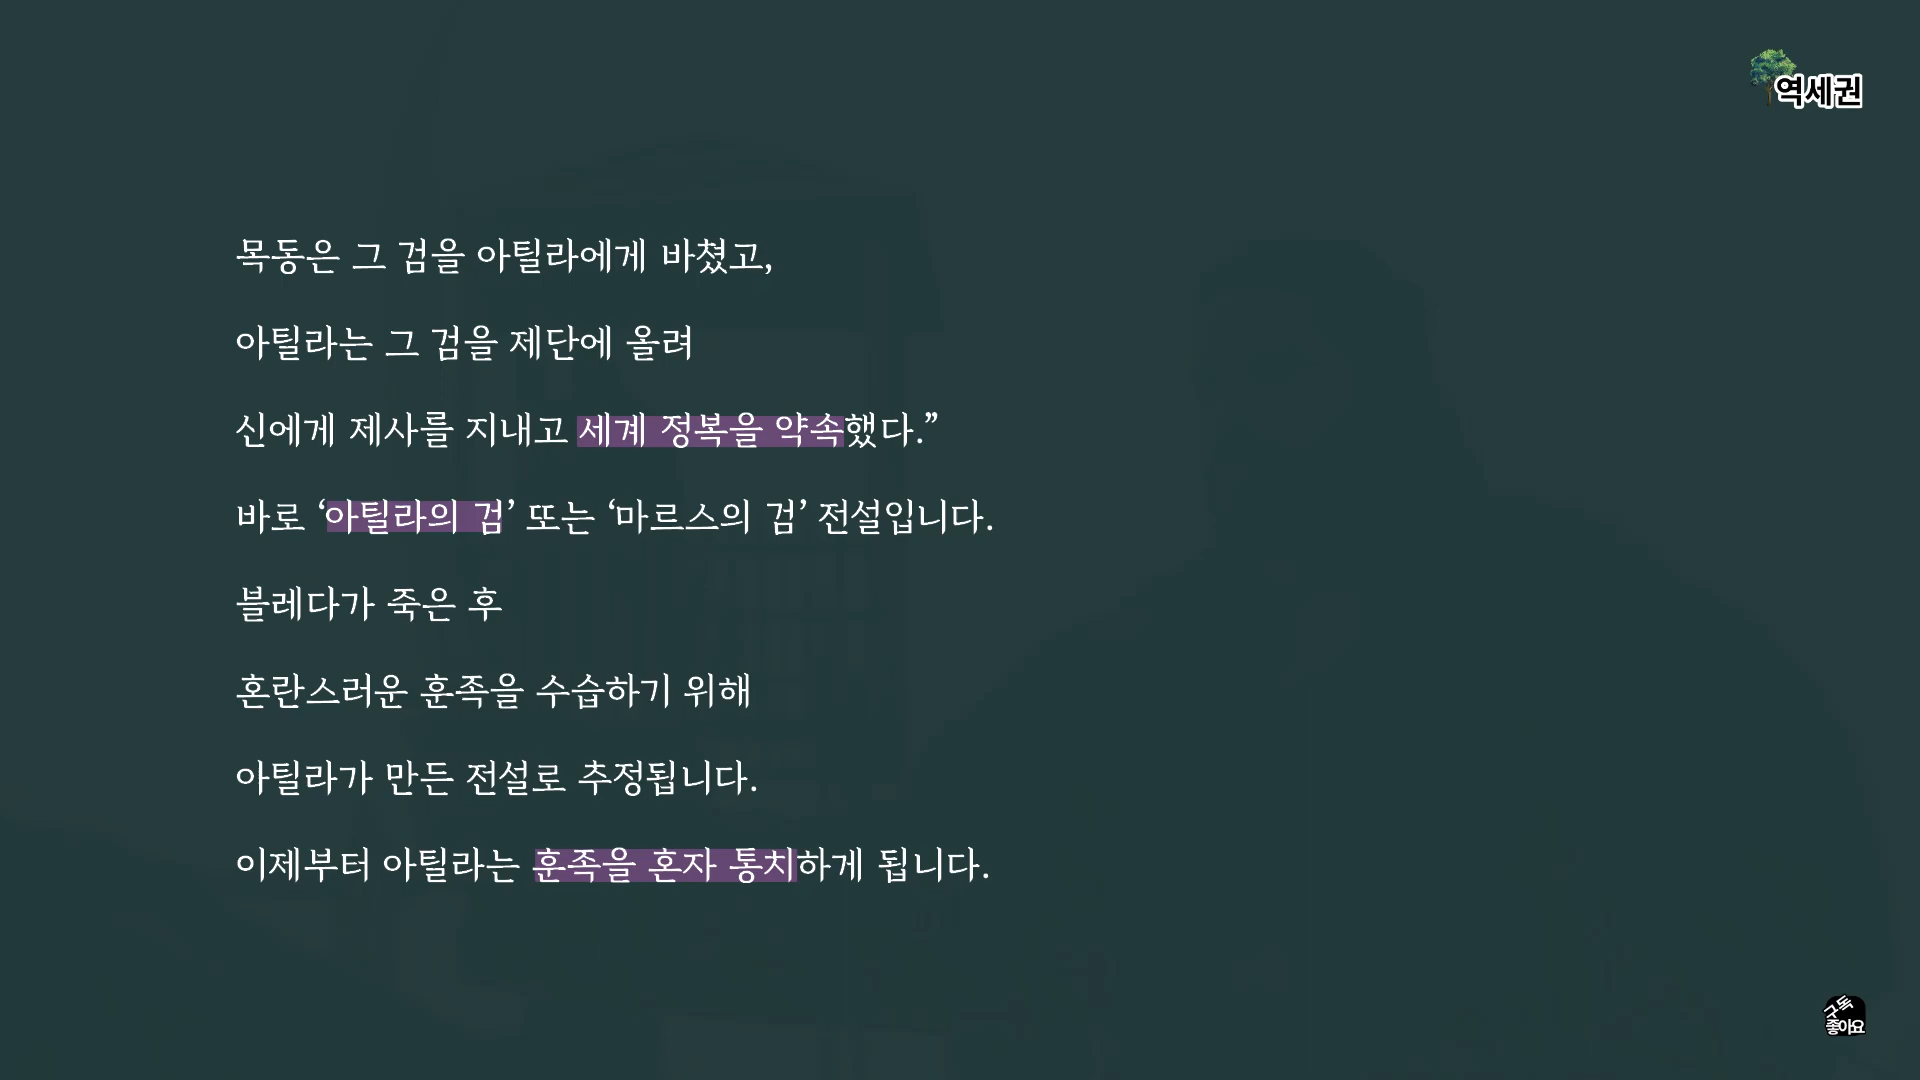 역세권
목동은 그 검을 아틸라에게 바쳤고,
아틸라는 그 검을 제단에 올려
신에게 제사를 지내고 세계 정복을 약속했다.”
바로 ‘아틸라의 검’ 또는 ‘마르스의 검’ 전설입니다.
블레다가 죽은 후
혼란스러운 훈족을 수습하기 위해
아틸라가 만든 전설로 추정됩니다.
이제부터 아틸라는 훈족을 혼자 통치하게 됩니다.
구독
좋아요